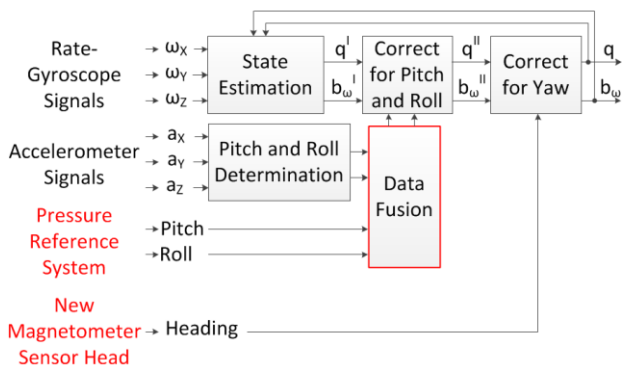 Rate-
Gyroscope
Signals
ωX
ωY
ωZ
State
Estimation
qI
bωI
Correct
for Pitch
and Roll
qII
bωII
Correct
for Yaw
q
bω
Accelerometer
Signals
aX
aY
aZ
Pitch and Roll
Determination
Data
Fusion
Pressure
Reference
System
Pitch
Roll
New
Magnetometer
Sensor Head
Heading